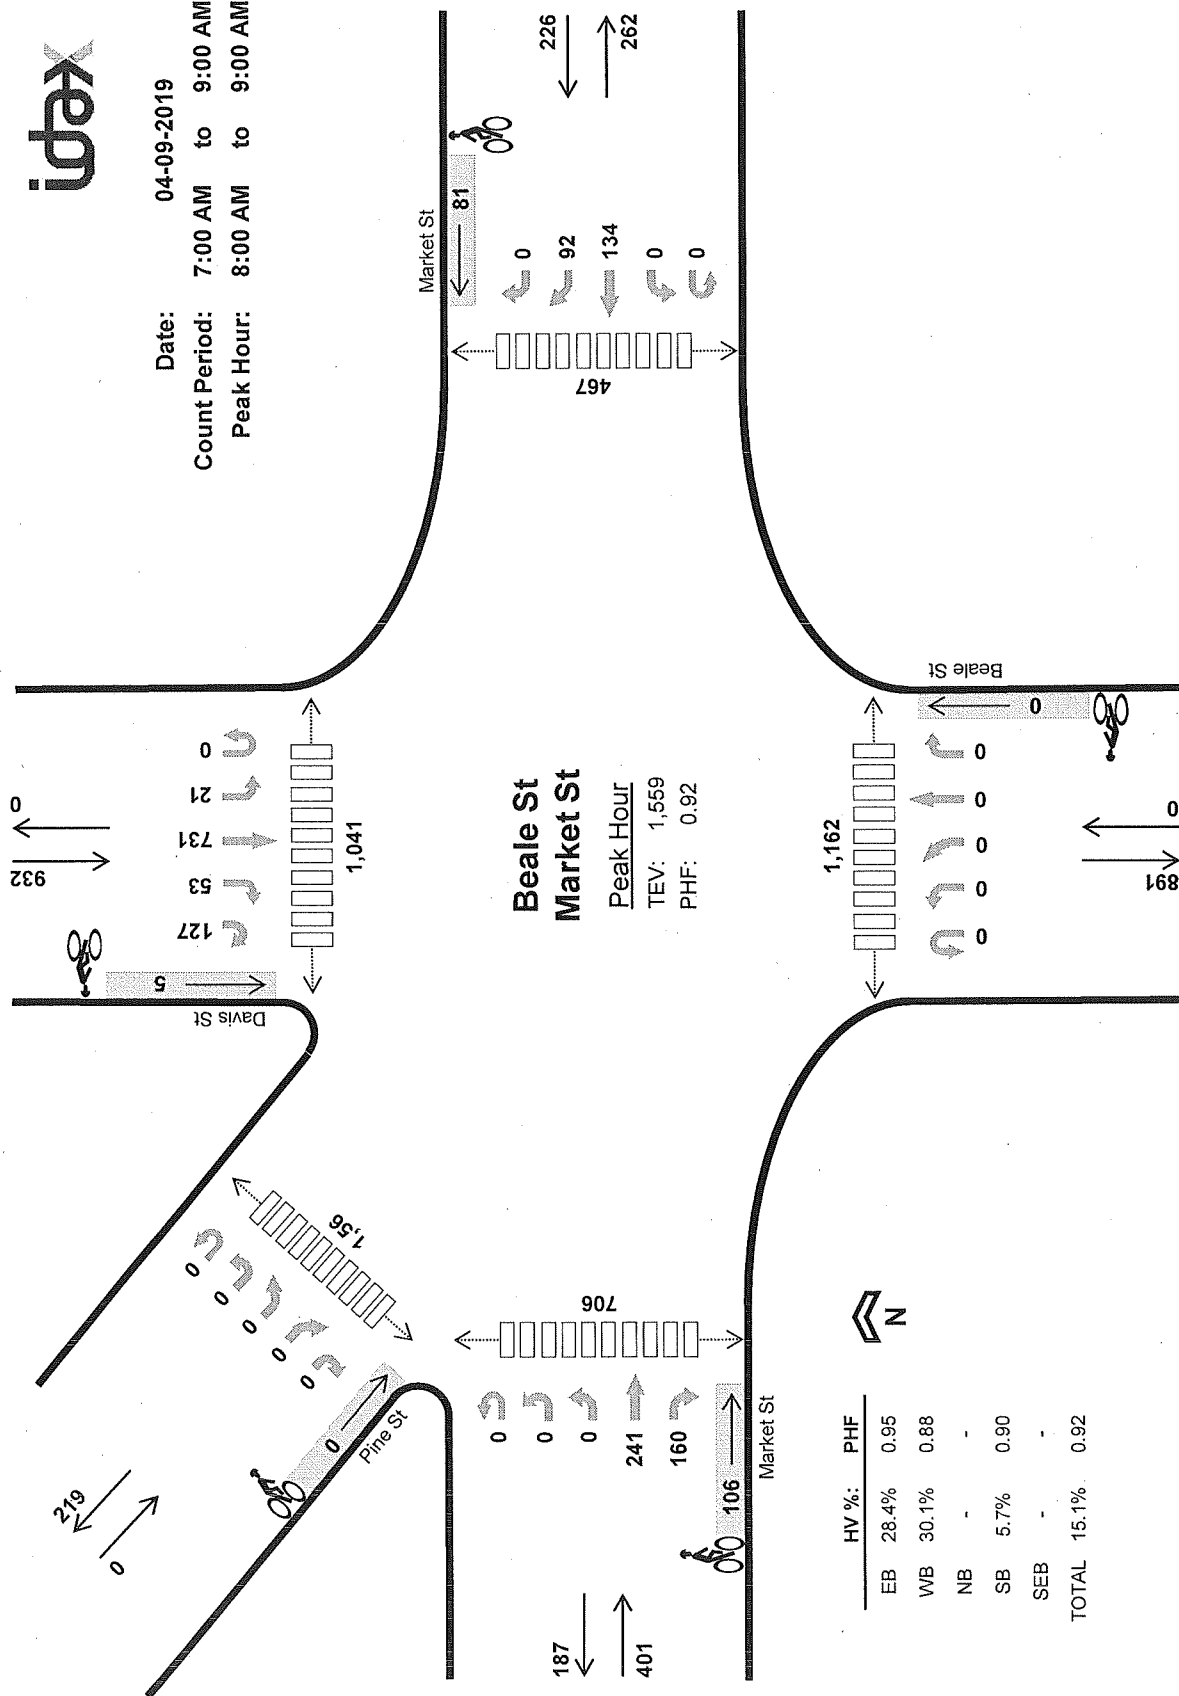 idax
Date: 04-09-2019
Count Period: 7:00 AM to 9:00 AM
Peak Hour: 8:00 AM to 9:00 AM
226
262
Market St
81
0
92
134
0
0
467
932
0
127
53
731
21
0
5
Davis St
1,041
Beale St
Market St
Peak Hour
TEV: 1,559
PHF: 0.92
219
0
0
0
0
0
0
1,56
0
Pine St
187
401
0
0
0
241
160
706
106
Market St
1,162
Beale St
0
0
0
0
0
0
891
0
N
HV %: PHF
EB 28.4% 0.95
WB 30.1% 0.88
NB - -
SB 5.7% 0.90
SEB - -
TOTAL 15.1% 0.92